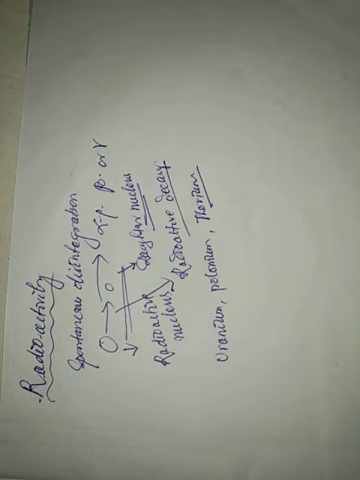 - Radioactivity
Spontaneous disintegration
O → o → α-p. β- or γ
Radioactive nucleus
Daughter nucleus
Radioactive decay
Uranium, polonium, Thorium